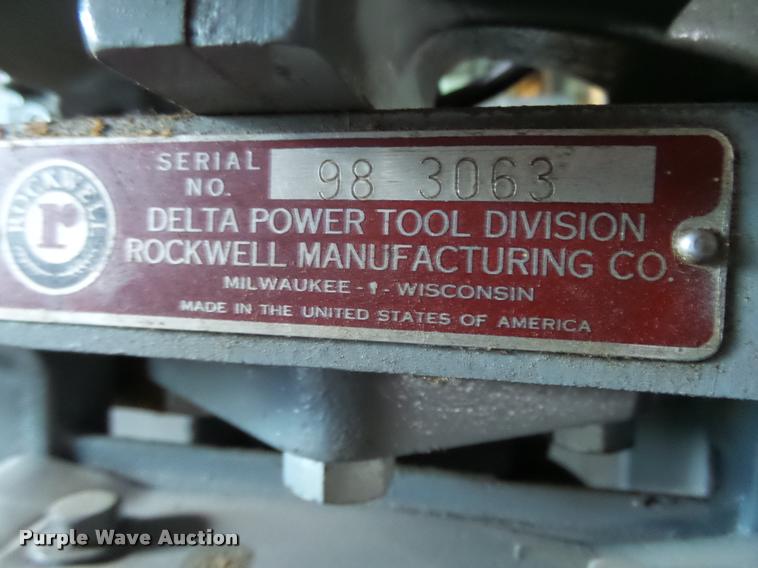 ROCKWELL
r
SERIAL NO. 98 3063
DELTA POWER TOOL DIVISION
ROCKWELL MANUFACTURING CO.
MILWAUKEE - - WISCONSIN
MADE IN THE UNITED STATES OF AMERICA
Purple Wave Auction